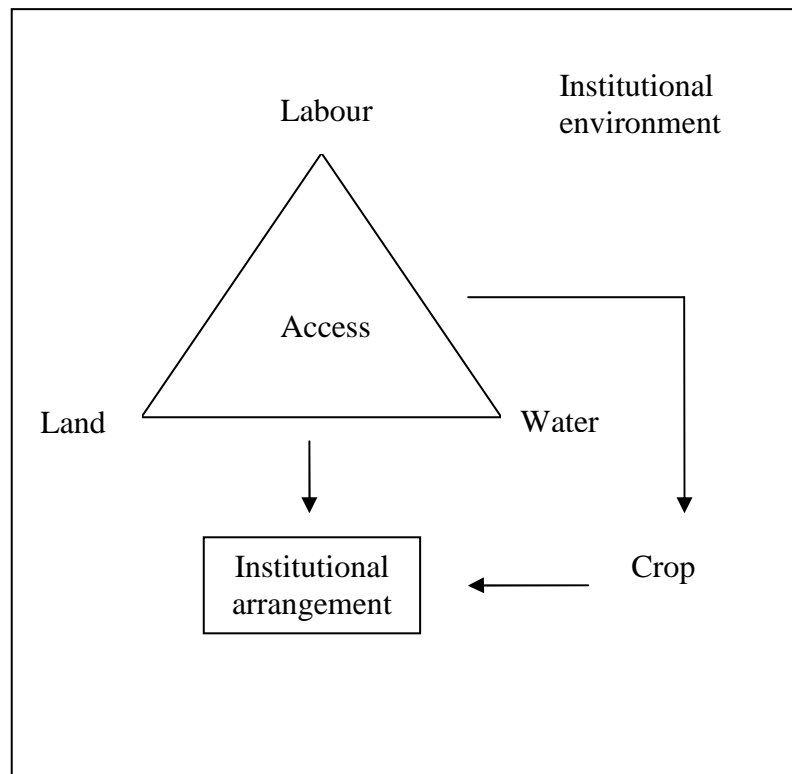 Institutional
environment
Labour
Access
Land
Water
Institutional
arrangement
Crop